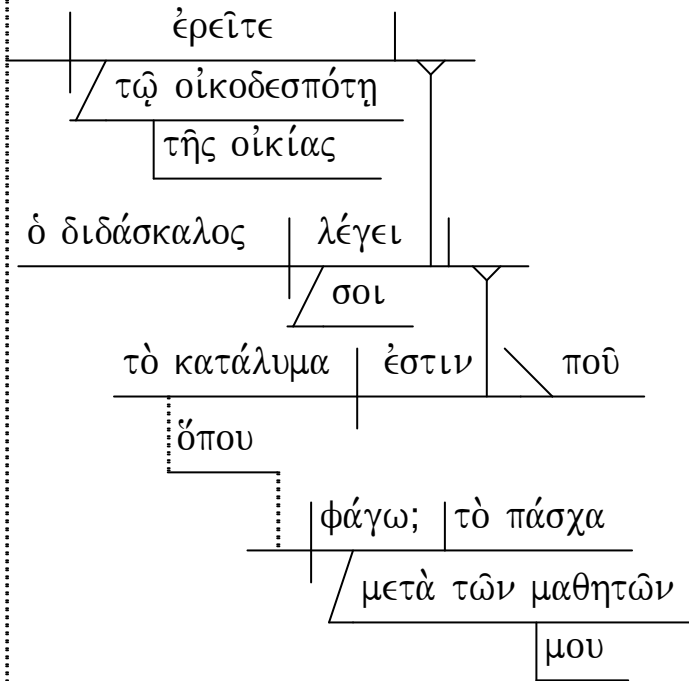 ἐρεῖτε
τῷ οἰκοδεσπότῃ
τῆς οἰκίας
ὁ διδάσκαλος λέγει
σοι
τὸ κατάλυμα ἐστιν ποῦ
ὅπου
φάγω; τὸ πάσχα
μετὰ τῶν μαθητῶν
μου